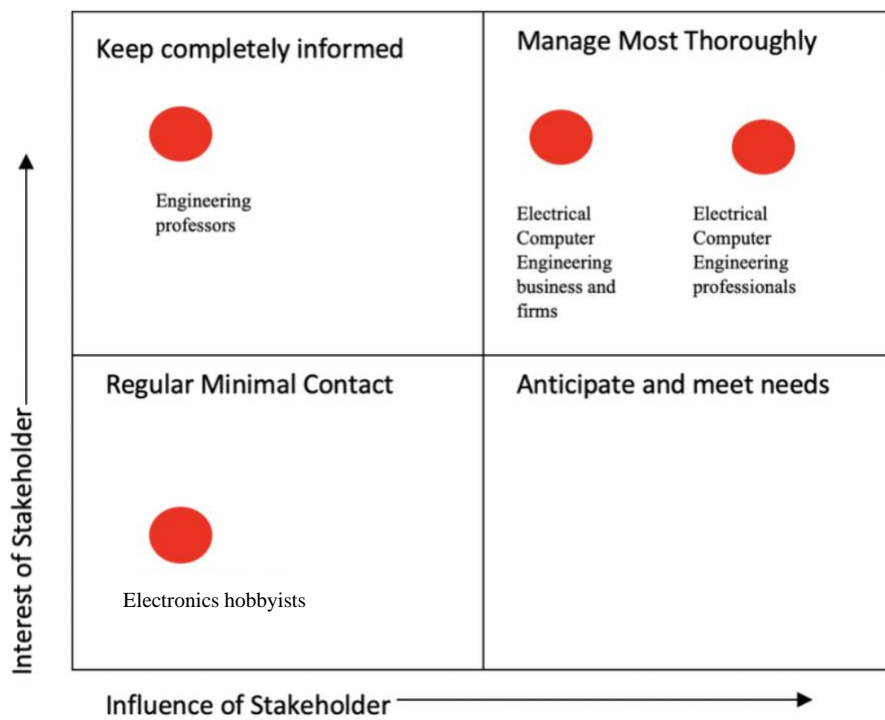 Keep completely informed
Manage Most Thoroughly
Engineering
professors
Electrical
Computer
Engineering
business and
firms
Electrical
Computer
Engineering
professionals
Regular Minimal Contact
Anticipate and meet needs
Electronics hobbyists
Interest of Stakeholder
Influence of Stakeholder